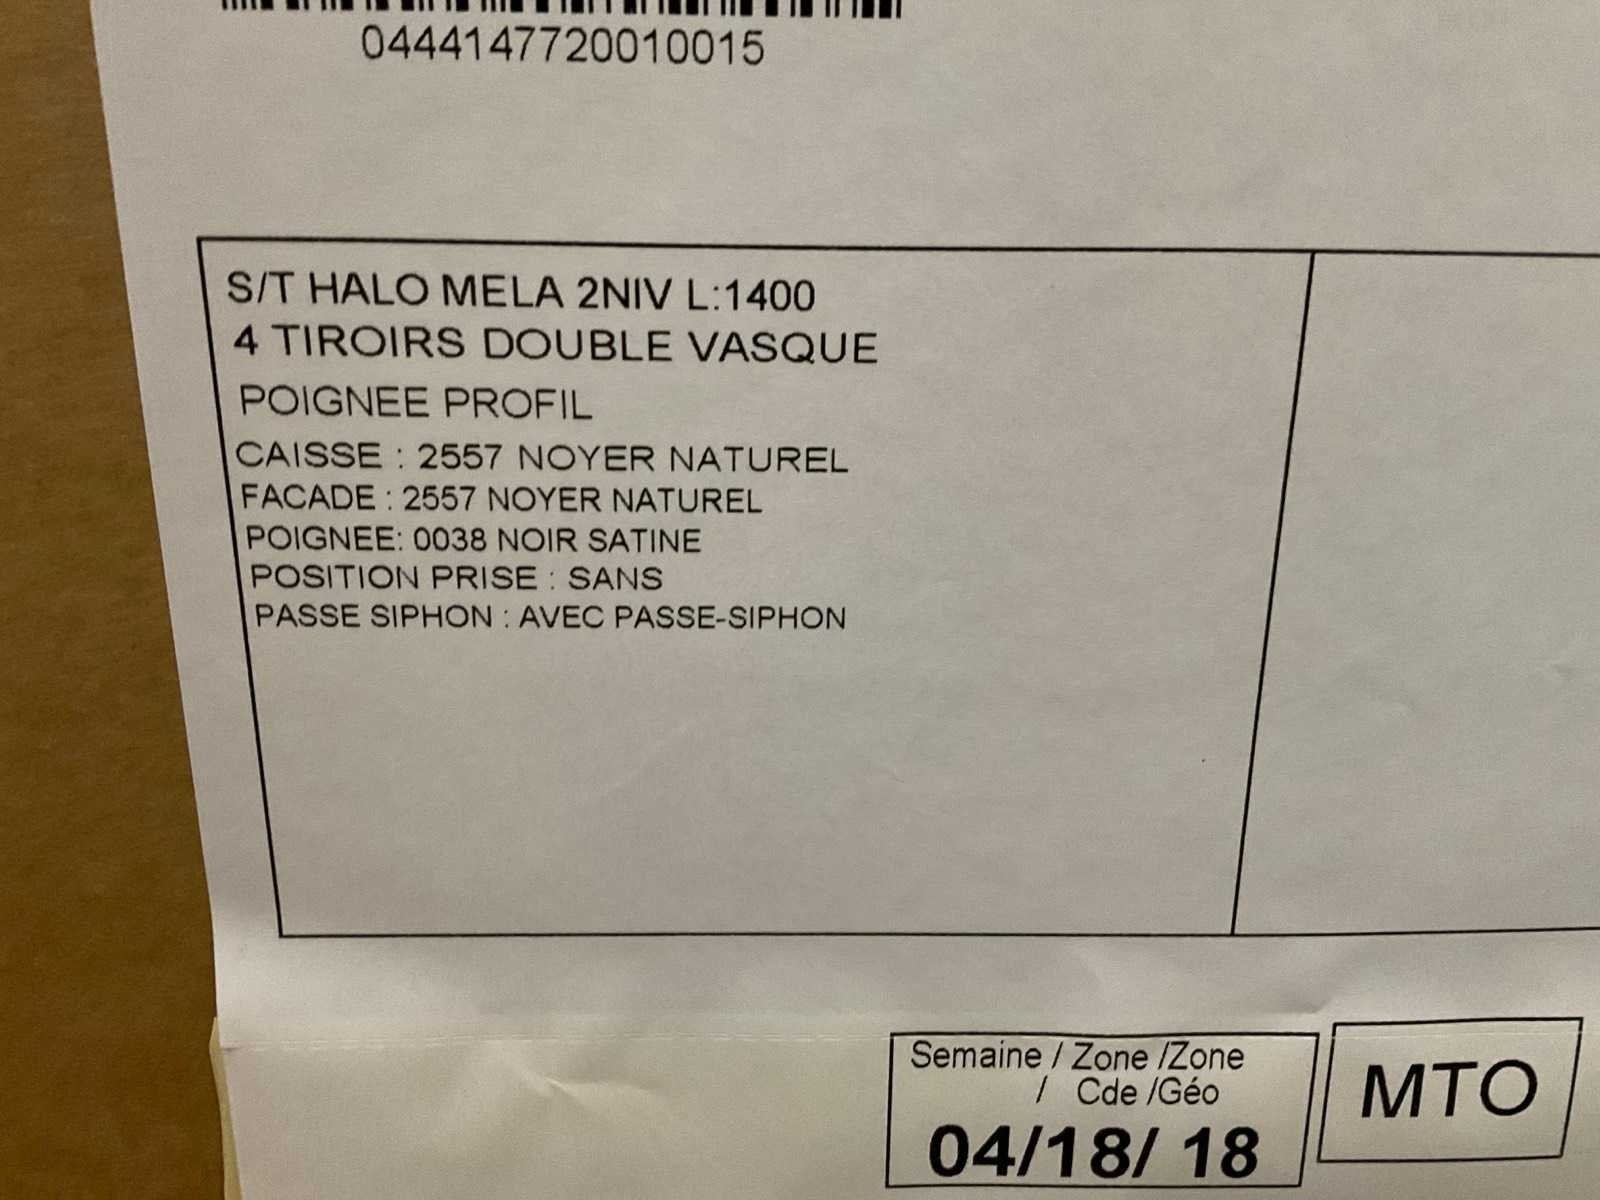 0444147720010015
S/T HALO MELA 2NIV L:1400
4 TIROIRS DOUBLE VASQUE
POIGNEE PROFIL
CAISSE : 2557 NOYER NATUREL
FACADE : 2557 NOYER NATUREL
POIGNEE: 0038 NOIR SATINE
POSITION PRISE : SANS
PASSE SIPHON : AVEC PASSE-SIPHON
Semaine / Zone /Zone
/ Cde /Géo
04/18/ 18
MTO